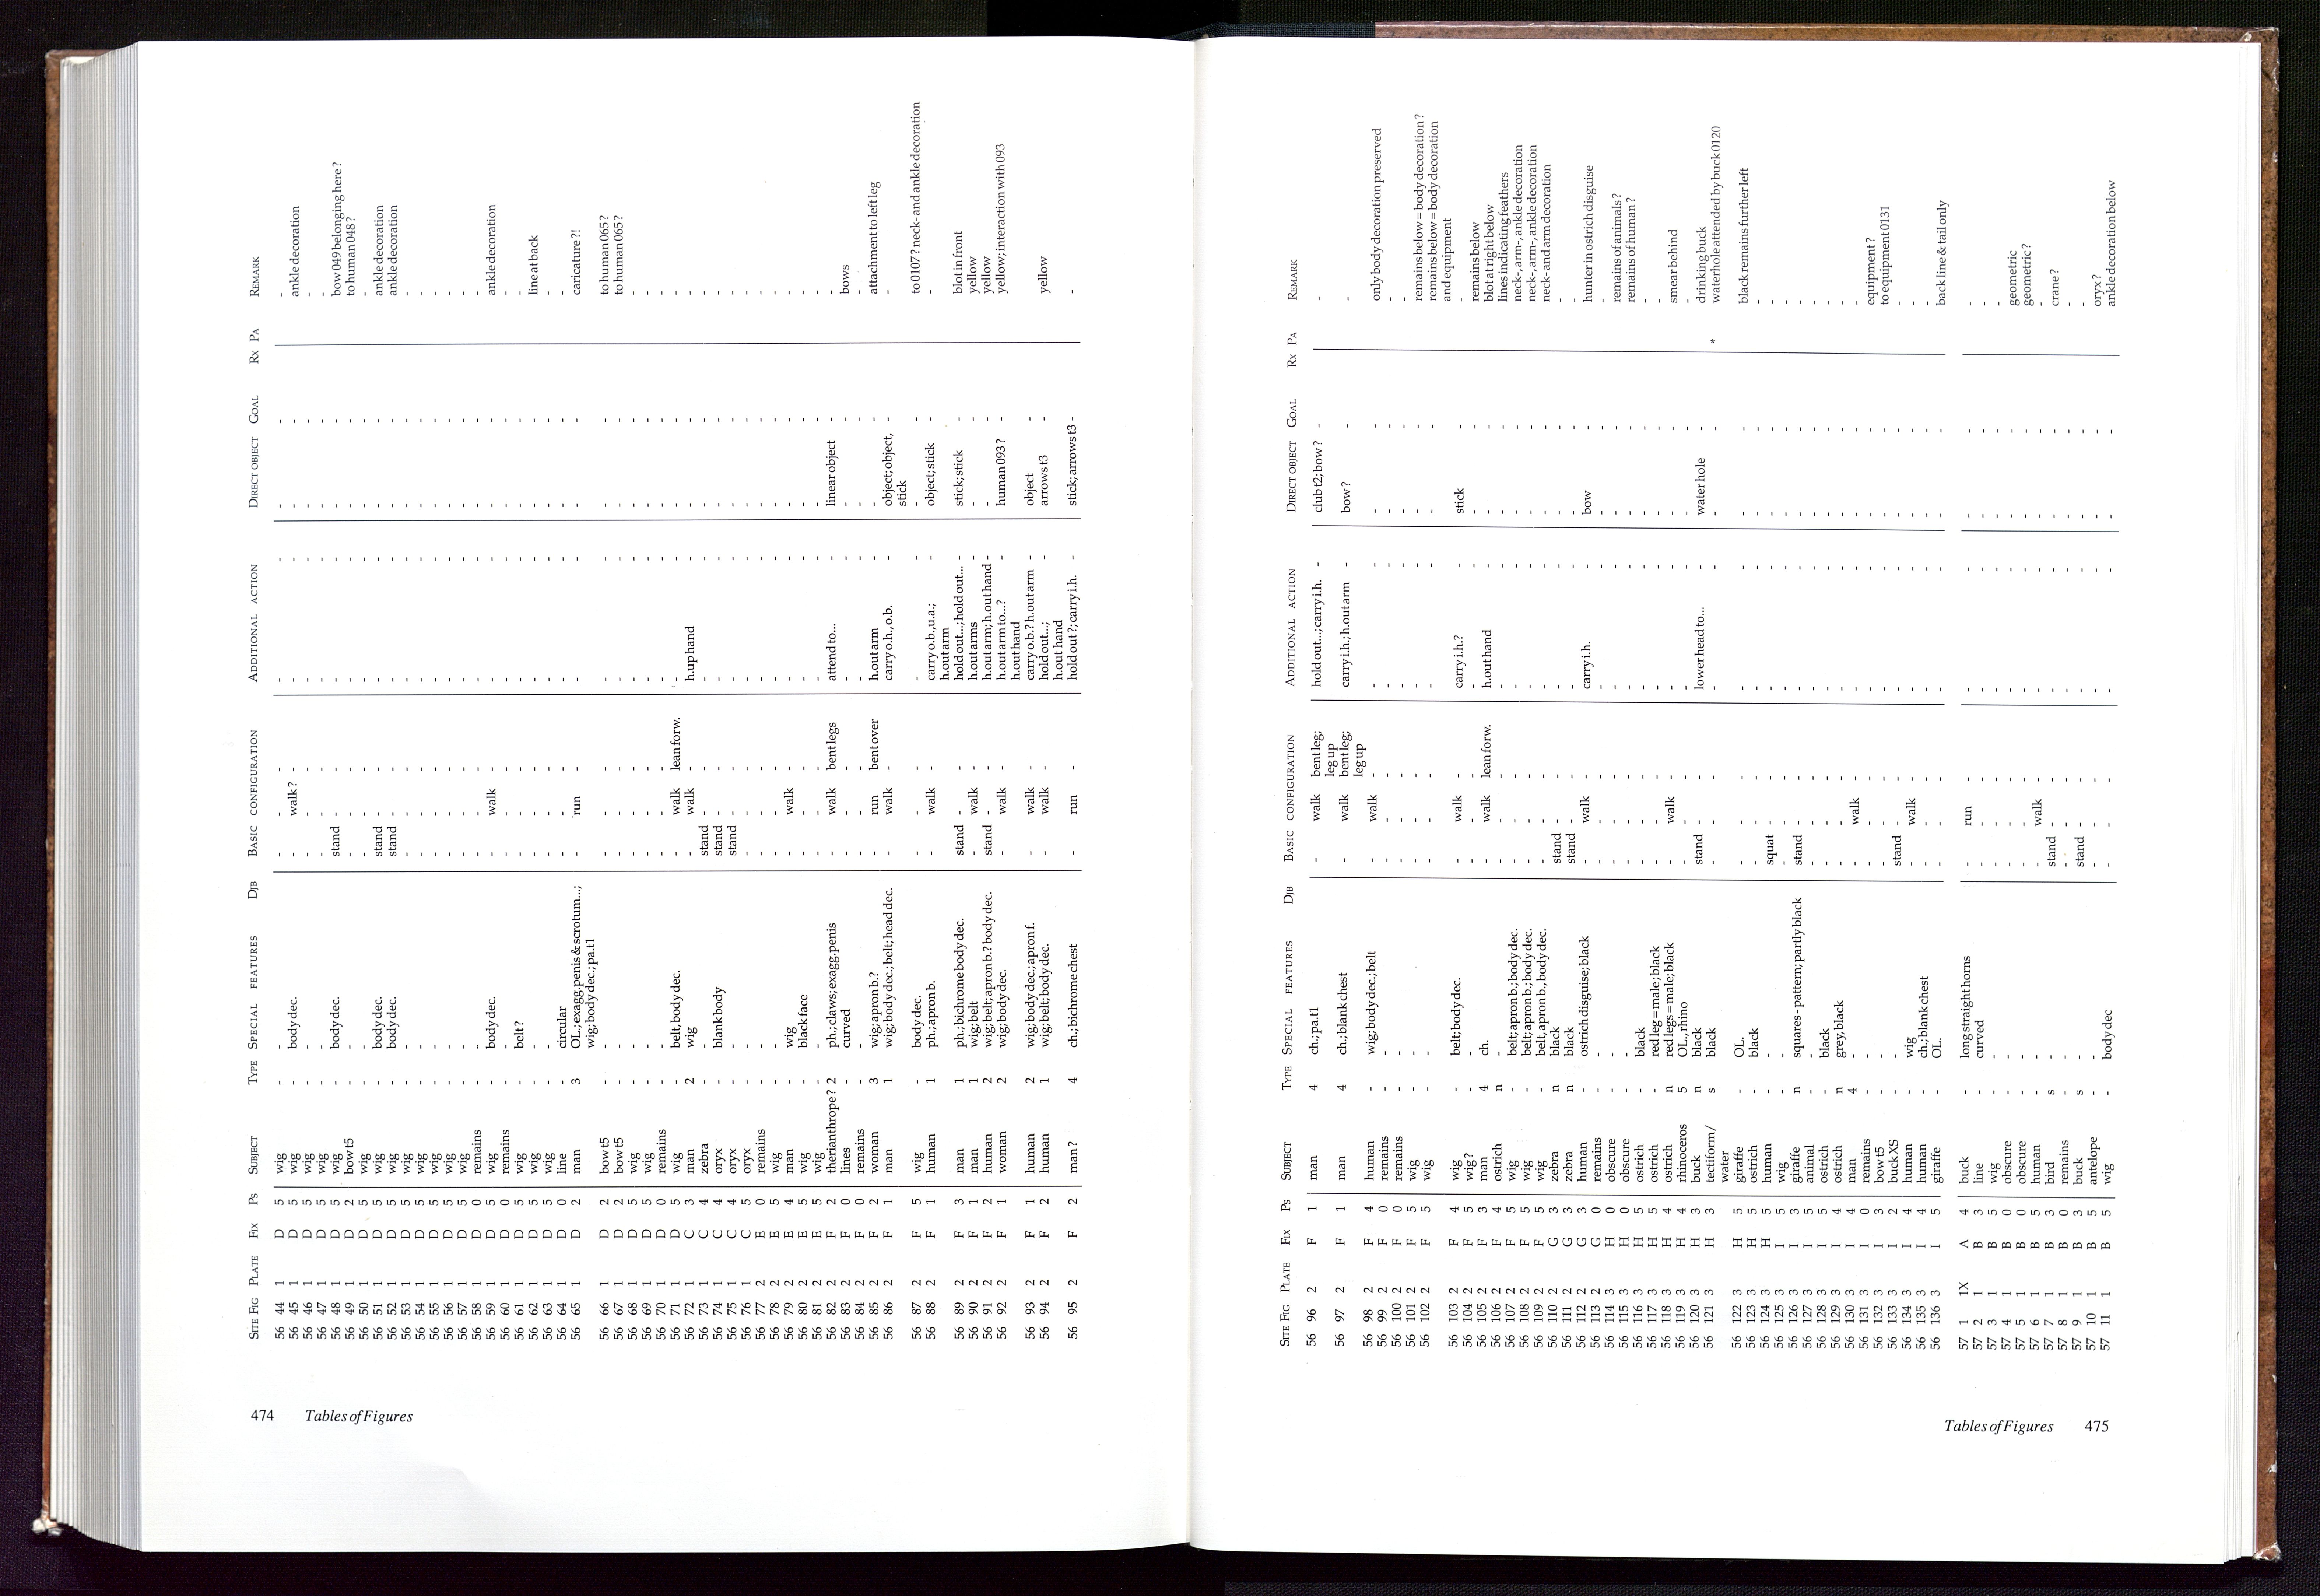 474 Tables of Figures
SITE FIG PLATE FIX PS SUBJECT TYPE SPECIAL FEATURES DJB BASIC CONFIGURATION ADDITIONAL ACTION DIRECT OBJECT GOAL RX PA REMARK
56 44 1 D 5 wig - - - - - - - - - -
56 45 1 D 5 wig - body dec. - walk? - - - - - ankle decoration
56 46 1 D 5 wig - - - - - - - - - -
56 47 1 D 5 wig - - - - - - - - - -
56 48 1 D 5 wig - body dec. stand - - - - - - bow 049 belonging here?
56 49 1 D 2 bow t5 - - - - - - - - - to human 048?
56 50 1 D 5 wig - - - - - - - - - -
56 51 1 D 5 wig - body dec. stand - - - - - - ankle decoration
56 52 1 D 5 wig - body dec. stand - - - - - - ankle decoration
56 53 1 D 5 wig - - - - - - - - - -
56 54 1 D 5 wig - - - - - - - - - -
56 55 1 D 5 wig - - - - - - - - - -
56 56 1 D 5 wig - - - - - - - - - -
56 57 1 D 5 wig - - - - - - - - - -
56 58 1 D 0 remains - - - - - - - - - -
56 59 1 D 5 wig - body dec. - walk - - - - - ankle decoration
56 60 1 D 0 remains - - - - - - - - - -
56 61 1 D 5 wig - belt? - - - - - - - -
56 62 1 D 5 wig - - - - - - - - - line at back
56 63 1 D 5 wig - - - - - - - - - -
56 64 1 D 0 line - circular - - - - - - - -
56 65 1 D 2 man 3 OL.; exagg. penis & scrotum...; - run - - - - - caricature?!
wig; body dec.; pa. t1
56 66 1 D 2 bow t5 - - - - - - - - - to human 065?
56 67 1 D 2 bow t5 - - - - - - - - - to human 065?
56 68 1 D 5 wig - - - - - - - - - -
56 69 1 D 5 wig - - - - - - - - - -
56 70 1 D 0 remains - - - - - - - - - -
56 71 1 D 5 wig - belt, body dec. - walk lean forw. - - - - -
56 72 1 C 3 man 2 wig - walk - h. up hand - - - -
56 73 1 C 4 zebra - - stand - - - - - - -
56 74 1 C 4 oryx - blank body stand - - - - - - -
56 75 1 C 4 oryx - - stand - - - - - - -
56 76 1 C 5 oryx - - - - - - - - - -
56 77 2 E 0 remains - - - - - - - - - -
56 78 2 E 5 wig - - - - - - - - - -
56 79 2 E 4 man - wig - walk - - - - - -
56 80 2 E 5 wig - black face - - - - - - - -
56 81 2 E 5 wig - - - - - - - - - -
56 82 2 F 2 therianthrope? 2 ph.; claws; exagg. penis - walk bent legs attend to... - linear object - -
56 83 2 F 0 lines - curved - - - - - - - bows
56 84 2 F 0 remains - - - - - - - - - -
56 85 2 F 2 woman 3 wig; apron b.? - run bent over h. out arm - - - attachment to left leg
56 86 2 F 1 man 1 wig; body dec.; belt; head dec. - walk - carry o.h., o.b. - object; object, - -
stick
56 87 2 F 5 wig - body dec. - - - - - - - to 0107? neck- and ankle decoration
56 88 2 F 1 human 1 ph.; apron b. - walk - carry o.b., u.a.; - object; stick - -
h. out arm
56 89 2 F 3 man 1 ph.; bichrome body dec. stand - - hold out...; hold out... - stick; stick - blot in front
56 90 2 F 1 man 1 wig; belt - walk - h. out arms - - - yellow
56 91 2 F 2 human 2 wig; belt; apron b.? body dec. stand - - h. out arm; h. out hand - - - yellow
56 92 2 F 1 woman 2 wig; body dec. - walk - h. out arm to...? - human 093? - yellow; interaction with 093
h. out hand
56 93 2 F 1 human 2 wig; body dec.; apron f. - walk - carry o.b.? h. out arm - object -
56 94 2 F 2 human 1 wig; belt; body dec. - walk - hold out...; - arrows t3 - yellow
h. out hand
56 95 2 F 2 man? 4 ch.; bichrome chest - run - hold out?; carry i.h. - stick; arrows t3 - -
SITE FIG PLATE FIX PS SUBJECT TYPE SPECIAL FEATURES DJB BASIC CONFIGURATION ADDITIONAL ACTION DIRECT OBJECT GOAL RX PA REMARK
56 96 2 F 1 man 4 ch.; pa. t1 - walk bent leg; hold out...; carry i.h. - club t2; bow? - -
leg up
56 97 2 F 1 man 4 ch.; blank chest - walk bent leg; carry i.h.; h. out arm - bow? - -
leg up
56 98 2 F 4 human - wig; body dec.; belt - walk - - - - - only body decoration preserved
56 99 2 F 0 remains - - - - - - - - - -
56 100 2 F 0 remains - - - - - - - - - -
56 101 2 F 5 wig - - - - - - - - - remains below = body decoration?
56 102 2 F 5 wig - - - - - - - - - remains below = body decoration
and equipment
56 103 2 F 4 wig - belt; body dec. - walk - carry i.h.? - stick - -
56 104 2 F 5 wig? - - - - - - - - - remains below
56 105 2 F 3 man 4 ch. - walk lean forw. h. out hand - - - blot at right below
56 106 2 F 4 ostrich n - - - - - - - - lines indicating feathers
56 107 2 F 5 wig - belt; apron b.; body dec. - - - - - - - neck-, arm-, ankle decoration
56 108 2 F 5 wig - belt; apron b.; body dec. - - - - - - - neck-, arm-, ankle decoration
56 109 2 F 5 wig - belt, apron b., body dec. - - - - - - - neck- and arm decoration
56 110 2 G 3 zebra n black stand - - - - - - -
56 111 2 G 3 zebra n black stand - - - - - - -
56 112 2 G 3 human - ostrich disguise; black - walk - carry i.h. - bow - hunter in ostrich disguise
56 113 2 G 0 remains - - - - - - - - - -
56 114 3 H 0 obscure - - - - - - - - - remains of animals?
56 115 3 H 0 obscure - - - - - - - - - remains of human?
56 116 3 H 5 ostrich - black - - - - - - - -
56 117 3 H 5 ostrich - red leg = male; black - - - - - - - -
56 118 3 H 4 ostrich n red legs = male; black - walk - - - - - smear behind
56 119 3 H 4 rhinoceros 5 OL., rhino - - - - - - - -
56 120 3 H 3 buck n black stand - - lower head to... - water hole - drinking buck
56 121 3 H 3 tectiform/ s black - - - - - - - * waterhole attended by buck 0120
water
56 122 3 H 5 giraffe - OL. - - - - - - - black remains further left
56 123 3 H 5 ostrich - black - - - - - - - -
56 124 3 H 5 human - - squat - - - - - - -
56 125 3 I 5 wig - - - - - - - - - -
56 126 3 I 3 giraffe n squares - pattern; partly black stand - - - - - - -
56 127 3 I 5 animal - - - - - - - - - -
56 128 3 I 5 ostrich - black - - - - - - - -
56 129 3 I 4 ostrich n grey, black - - - - - - - -
56 130 3 I 4 man 4 - - walk - - - - - -
56 131 3 I 0 remains - - - - - - - - - equipment?
56 132 3 I 3 bow t5 - - - - - - - - - to equipment 0131
56 133 3 I 2 buck XS - - stand - - - - - - -
56 134 3 I 4 human - wig - walk - - - - - -
56 135 3 I 4 human - ch.; blank chest - - - - - - - -
56 136 3 I 5 giraffe - OL. - - - - - - - back line & tail only
57 1 1X A 4 buck - long straight horns - run - - - - - -
57 2 1 B 3 line - curved - - - - - - - -
57 3 1 B 5 wig - - - - - - - - - -
57 4 1 B 0 obscure - - - - - - - - - geometric
57 5 1 B 0 obscure - - - - - - - - - geometric?
57 6 1 B 5 human - - - walk - - - - - -
57 7 1 B 3 bird s - stand - - - - - - crane?
57 8 1 B 0 remains - - - - - - - - - -
57 9 1 B 3 buck s - stand - - - - - - -
57 10 1 B 5 antelope - - - - - - - - - oryx?
57 11 1 B 5 wig - body dec - - - - - - - ankle decoration below
Tables of Figures 475